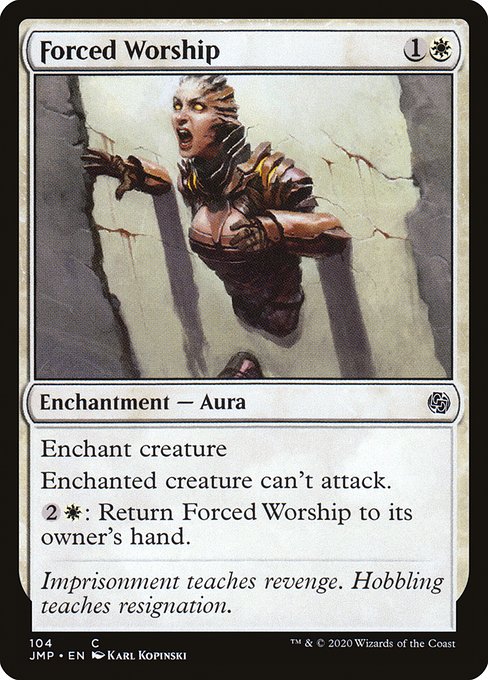 Forced Worship 1
Enchantment — Aura
Enchant creature
Enchanted creature can't attack.
2 : Return Forced Worship to its
owner's hand.
Imprisonment teaches revenge. Hobbling
teaches resignation.
104 C ™ & © 2020 Wizards of the Coast
JMP • EN Karl Kopinski